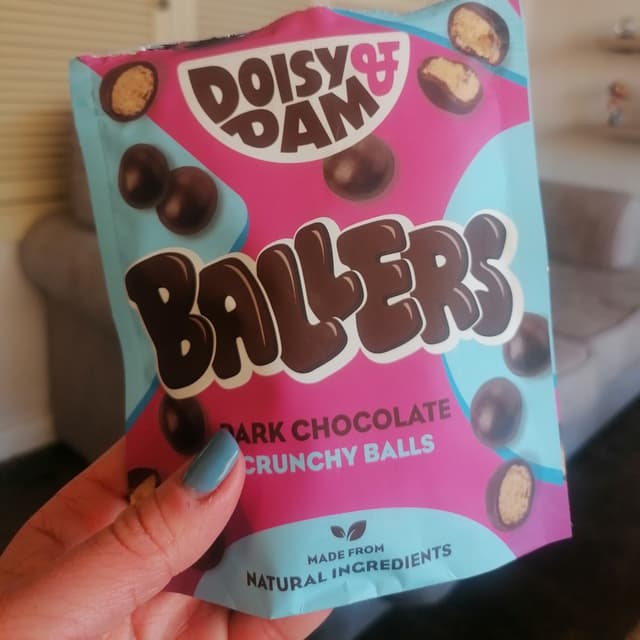 DOISY &
DAM
BALLERS
DARK CHOCOLATE
CRUNCHY BALLS
MADE FROM
NATURAL INGREDIENTS